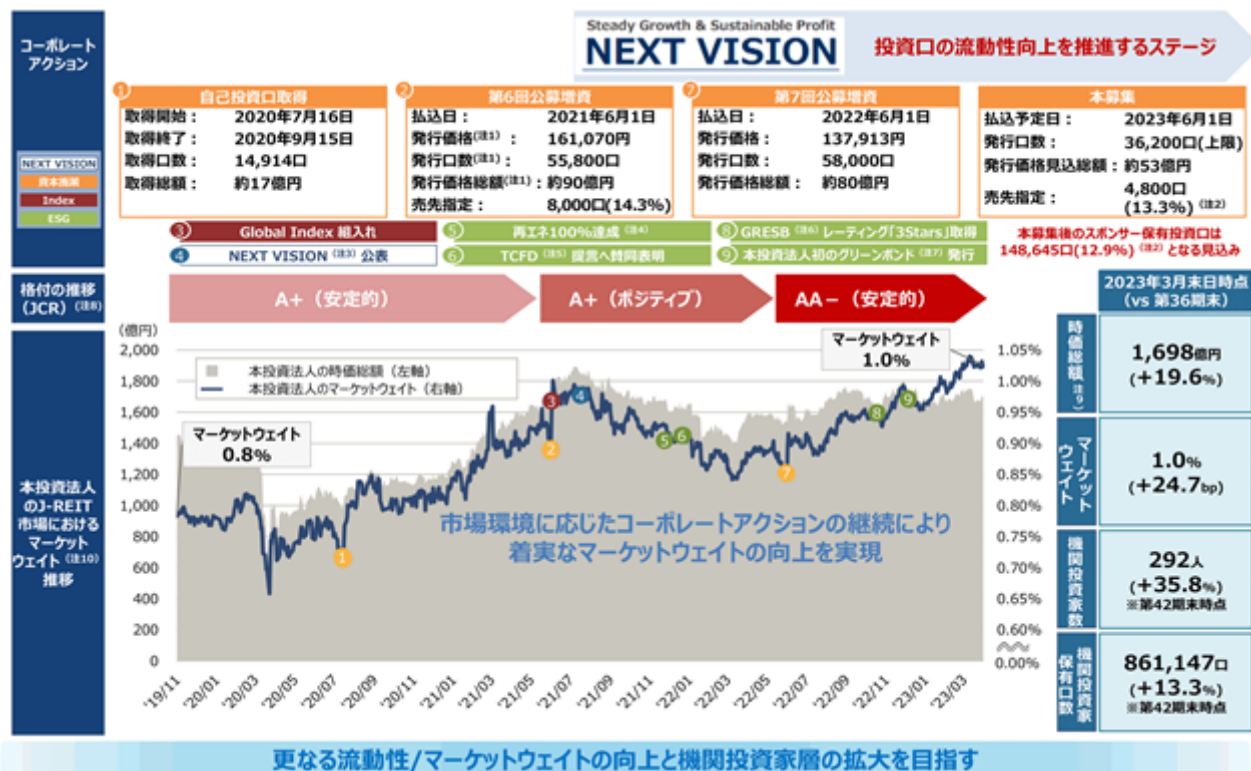 コーポレート
アクション
Steady Growth & Sustainable Profit
NEXT VISION
投資口の流動性向上を推進するステージ
NEXT VISION
資本施策
Index
ESG
① 自己投資口取得
取得開始： 2020年7月16日
取得終了： 2020年9月15日
取得口数： 14,914口
取得総額： 約17億円
② 第6回公募増資
払込日： 2021年6月1日
発行価格(注1)： 161,070円
発行口数(注1)： 55,800口
発行価格総額(注1)： 約90億円
売先指定： 8,000口(14.3%)
⑦ 第7回公募増資
払込日： 2022年6月1日
発行価格： 137,913円
発行口数： 58,000口
発行価格総額： 約80億円
本募集
払込予定日： 2023年6月1日
発行口数： 36,200口(上限)
発行価格見込総額：約53億円
売先指定： 4,800口
(13.3%) (注2)
③ Global Index 組入れ
④ NEXT VISION (注3) 公表
⑤ 再エネ100%達成 (注4)
⑥ TCFD (注5) 提言へ賛同表明
⑧ GRESB (注6) レーティング「3Stars」取得
⑨ 本投資法人初のグリーンボンド (注7) 発行
本募集後のスポンサー保有投資口は
148,645口(12.9%) (注2) となる見込み
格付の推移
(JCR) (注8)
A+（安定的）
A+（ポジティブ）
AA−（安定的）
2023年3月末日時点
(vs 第36期末)
本投資法人
のJ-REIT
市場における
マーケット
ウェイト (注10)
推移
(億円)
2,000
1,800
1,600
1,400
1,200
1,000
800
600
400
200
0
本投資法人の時価総額（左軸）
本投資法人のマーケットウェイト（右軸）
マーケットウェイト
0.8%
マーケットウェイト
1.0%
①
②
③
④
⑤
⑥
⑦
⑧
⑨
市場環境に応じたコーポレートアクションの継続により
着実なマーケットウェイトの向上を実現
1.05%
1.00%
0.95%
0.90%
0.85%
0.80%
0.75%
0.70%
0.65%
0.60%
0.00%
'19/11
'20/01
'20/03
'20/05
'20/07
'20/09
'20/11
'21/01
'21/03
'21/05
'21/07
'21/09
'21/11
'22/01
'22/03
'22/05
'22/07
'22/09
'22/11
'23/01
'23/03
時価総額 (注9)
1,698億円
(+19.6%)
マーケットウェイト
1.0%
(+24.7bp)
機関投資家数
292人
(+35.8%)
※第42期末時点
機関投資家保有口数
861,147口
(+13.3%)
※第42期末時点
更なる流動性/マーケットウェイトの向上と機関投資家層の拡大を目指す